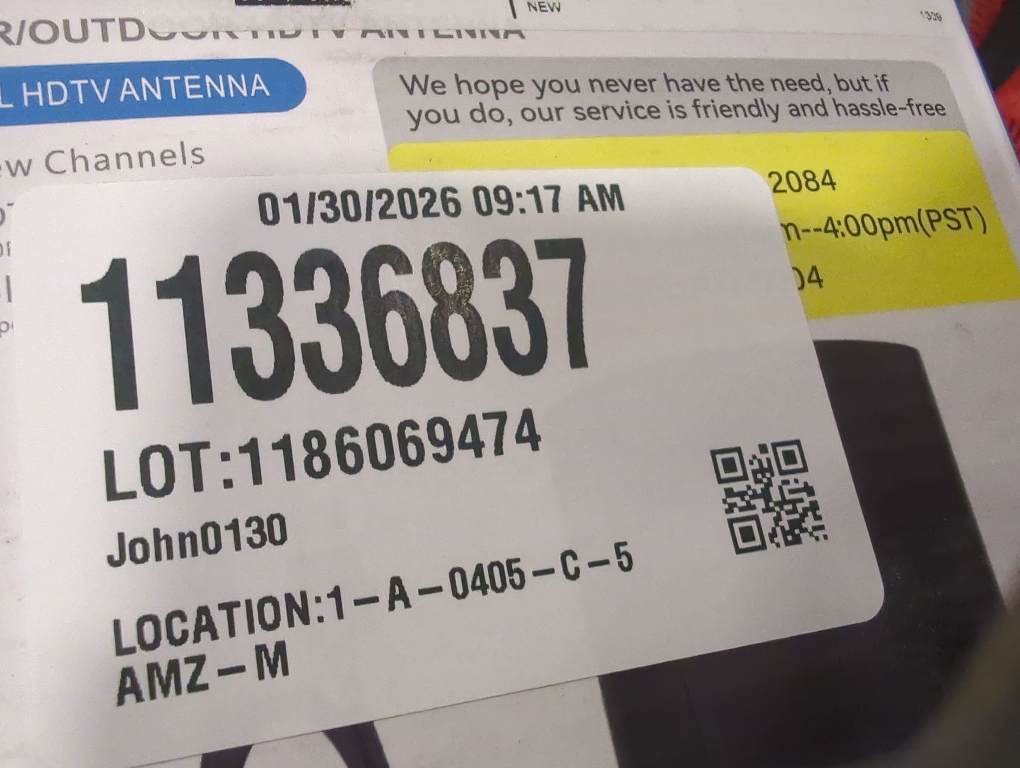 NEW
1339
R/OUTDOOR HDTV ANTENNA
L HDTV ANTENNA
We hope you never have the need, but if
you do, our service is friendly and hassle-free
ew Channels
2084
m--4:00pm(PST)
04
01/30/2026 09:17 AM
11336837
LOT:1186069474
John0130
LOCATION:1-A-0405-C-5
AMZ-M